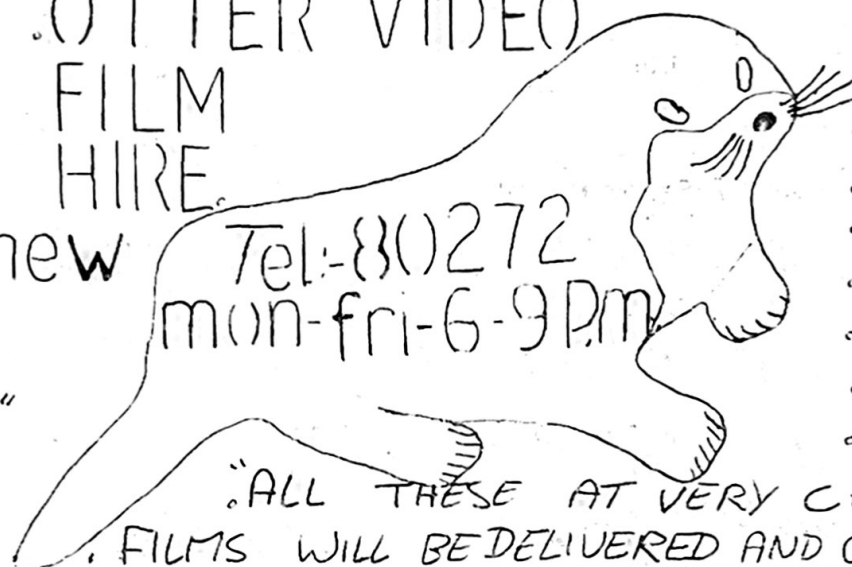 .OTTER VIDEO
FILM
HIRE.
new
Tel:-80272
mon-fri-6-9 P.m
"
"ALL THESE AT VERY
. FILMS WILL BE DELIVERED AND